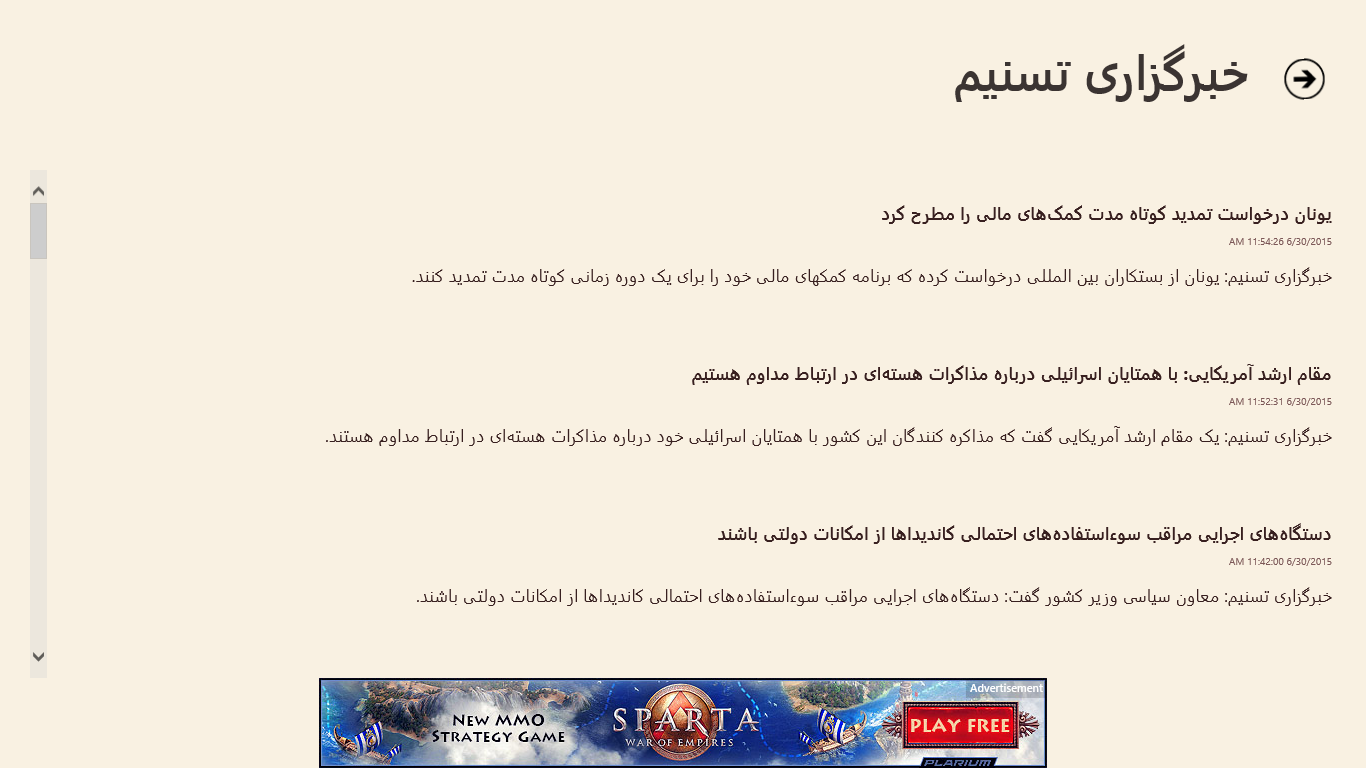 خبرگزاری تسنیم
یونان درخواست تمدید کوتاه مدت کمک‌های مالی را مطرح کرد
6/30/2015 11:54:26 AM
خبرگزاری تسنیم: یونان از بستکاران بین المللی درخواست کرده که برنامه کمکهای مالی خود را برای یک دوره زمانی کوتاه مدت تمدید کنند.
مقام ارشد آمریکایی: با همتایان اسرائیلی درباره مذاکرات هسته‌ای در ارتباط مداوم هستیم
6/30/2015 11:52:31 AM
خبرگزاری تسنیم: یک مقام ارشد آمریکایی گفت که مذاکره کنندگان این کشور با همتایان اسرائیلی خود درباره مذاکرات هسته‌ای در ارتباط مداوم هستند.
دستگاه‌های اجرایی مراقب سوءاستفاده‌های احتمالی کاندیداها از امکانات دولتی باشند
6/30/2015 11:42:00 AM
خبرگزاری تسنیم: معاون سیاسی وزیر کشور گفت: دستگاه‌های اجرایی مراقب سوءاستفاده‌های احتمالی کاندیداها از امکانات دولتی باشند.
Advertisement
NEW MMO
STRATEGY GAME
SPARTA
WAR OF EMPIRES
PLAY FREE
PLARIUM